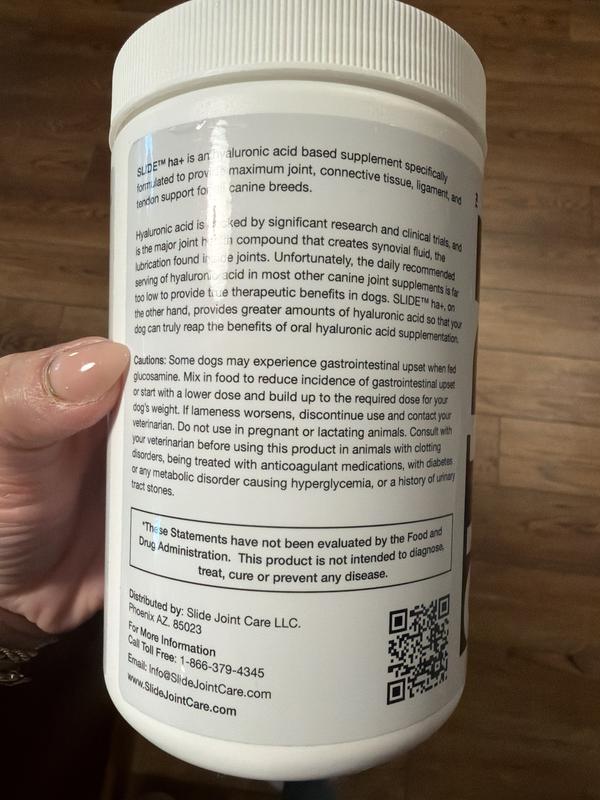 SLIDE™ ha+ is an hyaluronic acid based supplement specifically
formulated to provide maximum joint, connective tissue, ligament, and
tendon support for all canine breeds.
Hyaluronic acid is backed by significant research and clinical trials, and
is the major joint health compound that creates synovial fluid, the
lubrication found inside joints. Unfortunately, the daily recommended
serving of hyaluronic acid in most other canine joint supplements is far
too low to provide true therapeutic benefits in dogs. SLIDE™ ha+, on
the other hand, provides greater amounts of hyaluronic acid so that your
dog can truly reap the benefits of oral hyaluronic acid supplementation.
Cautions: Some dogs may experience gastrointestinal upset when fed
glucosamine. Mix in food to reduce incidence of gastrointestinal upset
or start with a lower dose and build up to the required dose for your
dog's weight. If lameness worsens, discontinue use and contact your
veterinarian. Do not use in pregnant or lactating animals. Consult with
your veterinarian before using this product in animals with clotting
disorders, being treated with anticoagulant medications, with diabetes
or any metabolic disorder causing hyperglycemia, or a history of urinary
tract stones.
*These Statements have not been evaluated by the Food and
Drug Administration. This product is not intended to diagnose,
treat, cure or prevent any disease.
Distributed by: Slide Joint Care LLC.
Phoenix AZ. 85023
For More Information
Call Toll Free: 1-866-379-4345
Email: Info@SlideJointCare.com
www.SlideJointCare.com